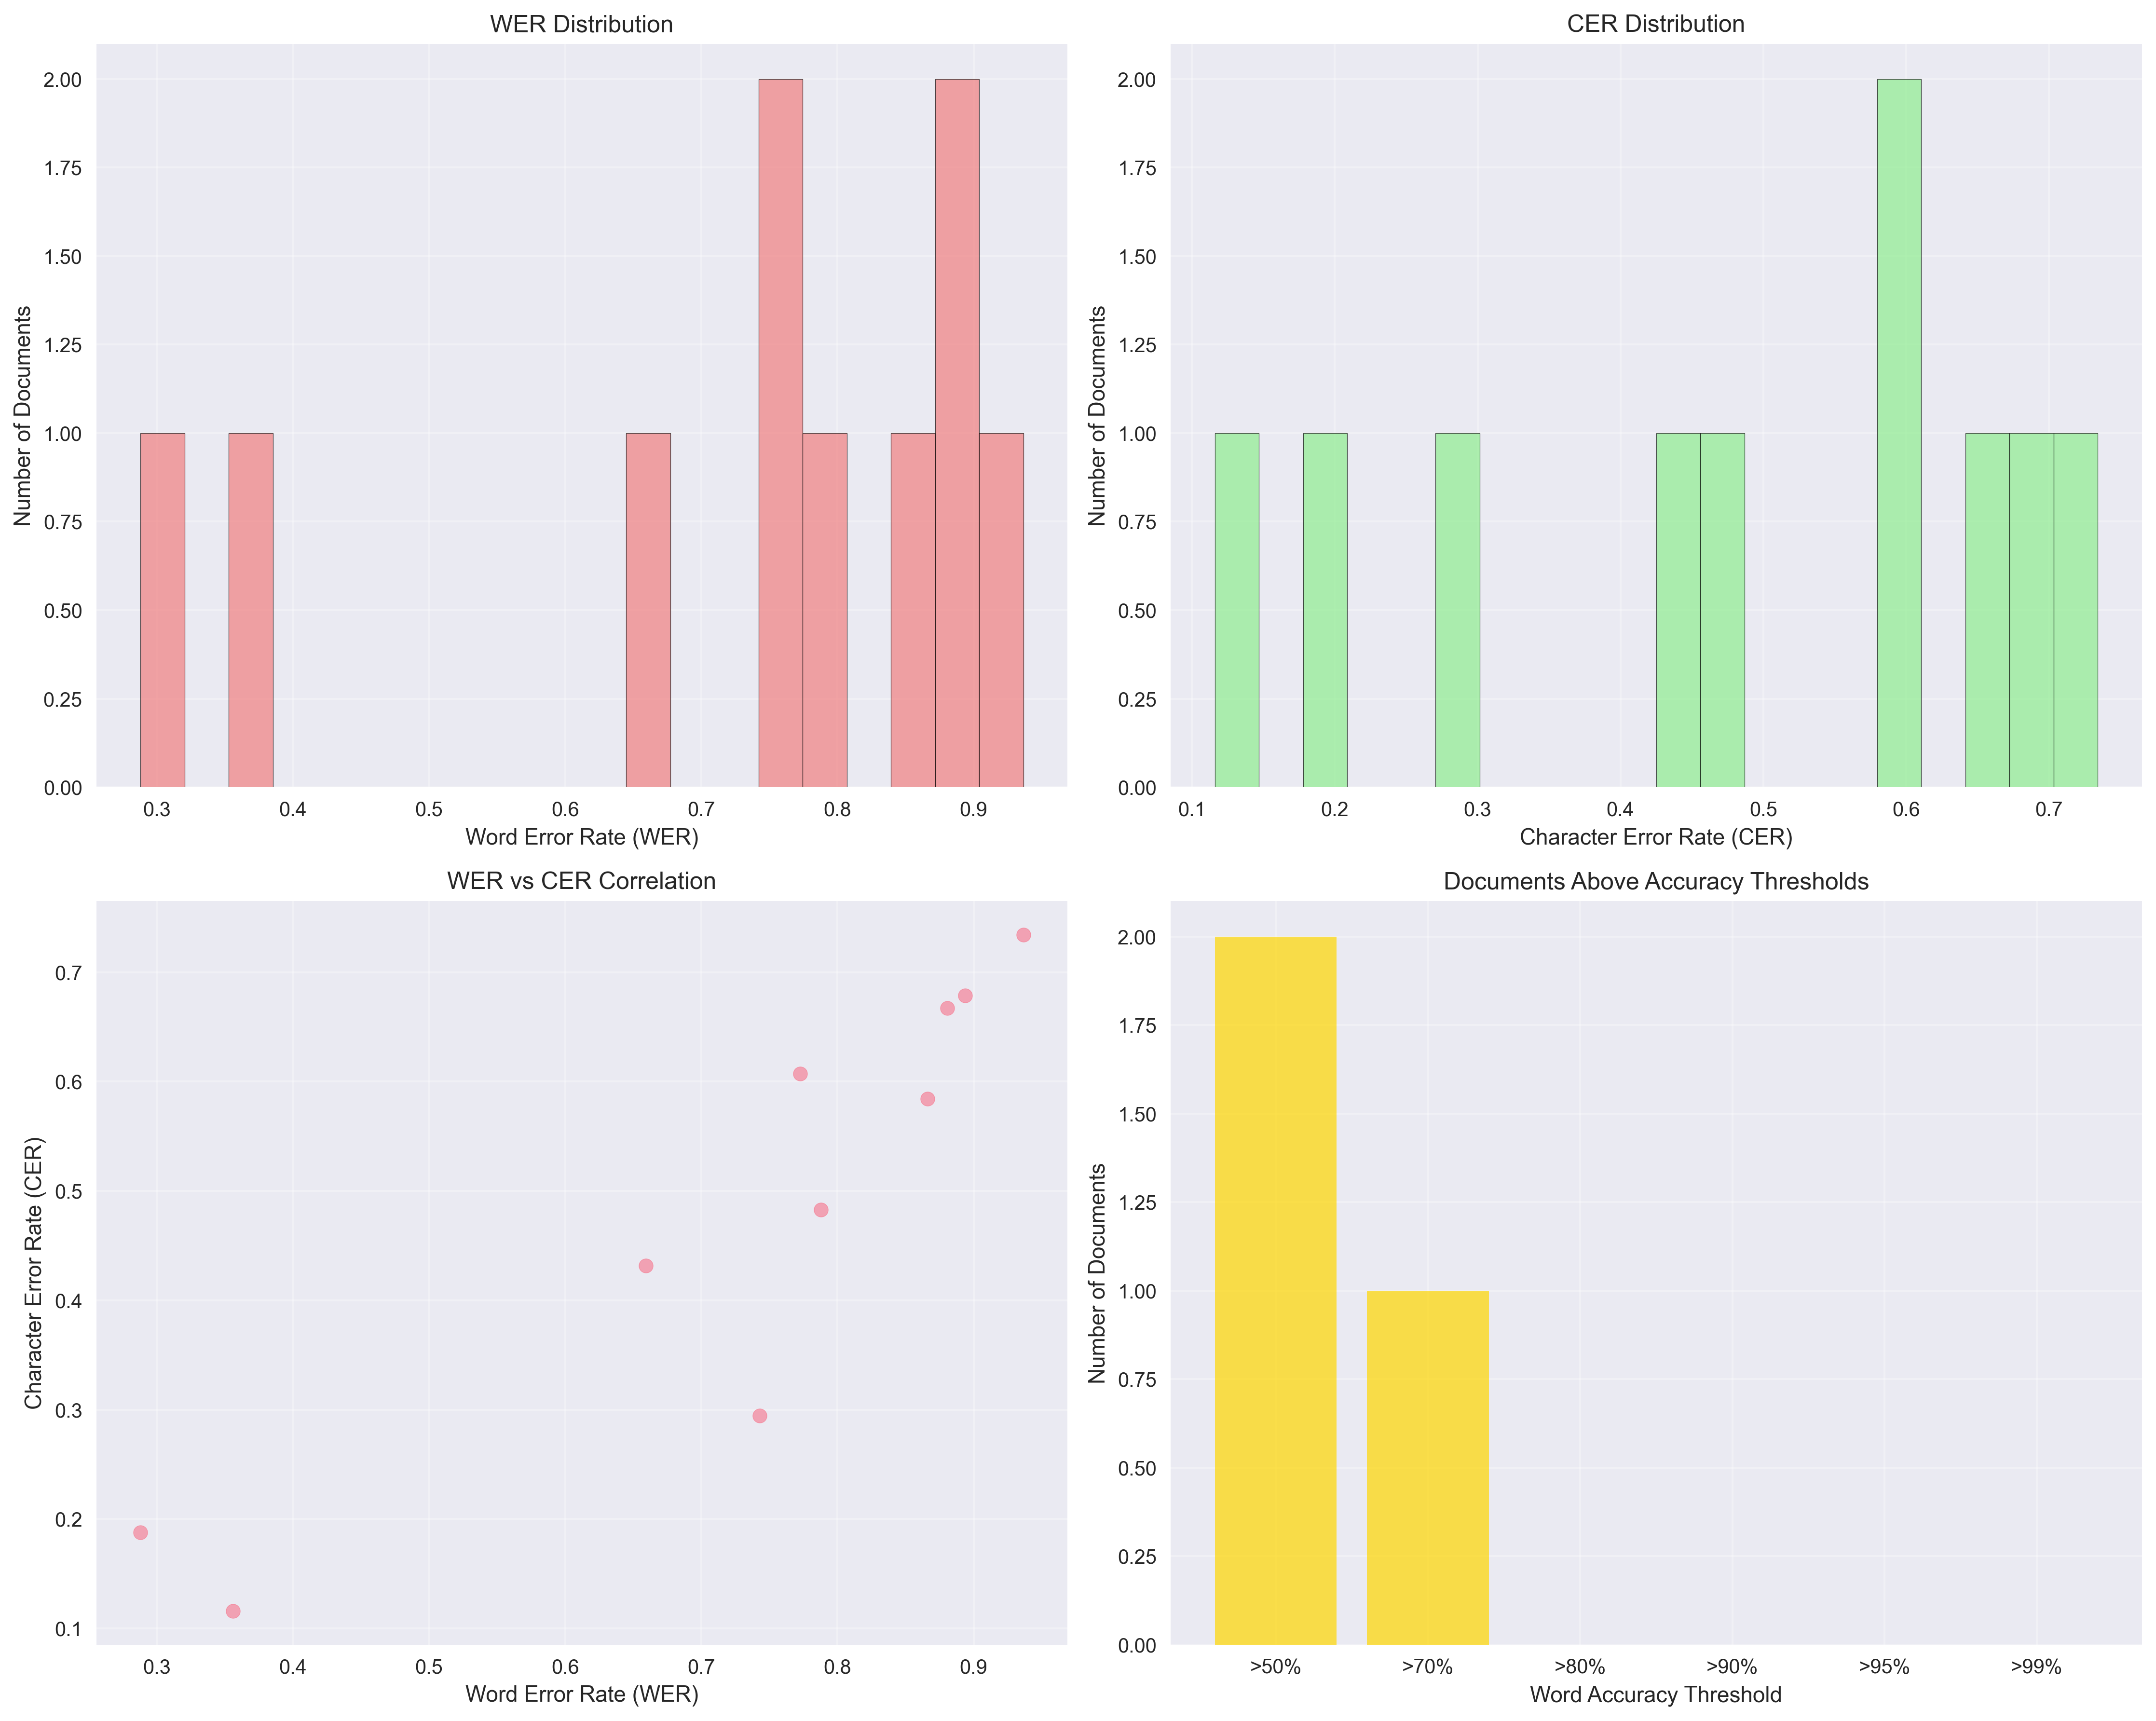 WER Distribution
Number of Documents
2.00
1.75
1.50
1.25
1.00
0.75
0.50
0.25
0.00
0.3 0.4 0.5 0.6 0.7 0.8 0.9
Word Error Rate (WER)
CER Distribution
Number of Documents
2.00
1.75
1.50
1.25
1.00
0.75
0.50
0.25
0.00
0.1 0.2 0.3 0.4 0.5 0.6 0.7
Character Error Rate (CER)
WER vs CER Correlation
Character Error Rate (CER)
0.7
0.6
0.5
0.4
0.3
0.2
0.1
0.3 0.4 0.5 0.6 0.7 0.8 0.9
Word Error Rate (WER)
Documents Above Accuracy Thresholds
Number of Documents
2.00
1.75
1.50
1.25
1.00
0.75
0.50
0.25
0.00
>50% >70% >80% >90% >95% >99%
Word Accuracy Threshold